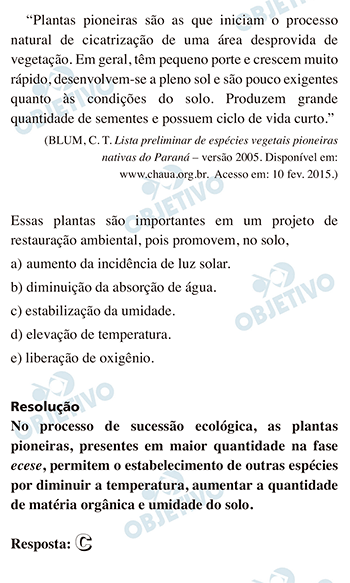 “Plantas pioneiras são as que iniciam o processo
natural de cicatrização de uma área desprovida de
vegetação. Em geral, têm pequeno porte e crescem muito
rápido, desenvolvem-se a pleno sol e são pouco exigentes
quanto às condições do solo. Produzem grande
quantidade de sementes e possuem ciclo de vida curto.”
(BLUM, C. T. Lista preliminar de espécies vegetais pioneiras
nativas do Paraná – versão 2005. Disponível em:
www.chaua.org.br. Acesso em: 10 fev. 2015.)
Essas plantas são importantes em um projeto de
restauração ambiental, pois promovem, no solo,
a) aumento da incidência de luz solar.
b) diminuição da absorção de água.
c) estabilização da umidade.
d) elevação de temperatura.
e) liberação de oxigênio.
Resolução
No processo de sucessão ecológica, as plantas
pioneiras, presentes em maior quantidade na fase
ecese, permitem o estabelecimento de outras espécies
por diminuir a temperatura, aumentar a quantidade
de matéria orgânica e umidade do solo.
Resposta: C
OBJETIVO
OBJETIVO
OBJETIVO
OBJETIVO
OBJETIVO
OBJETIVO